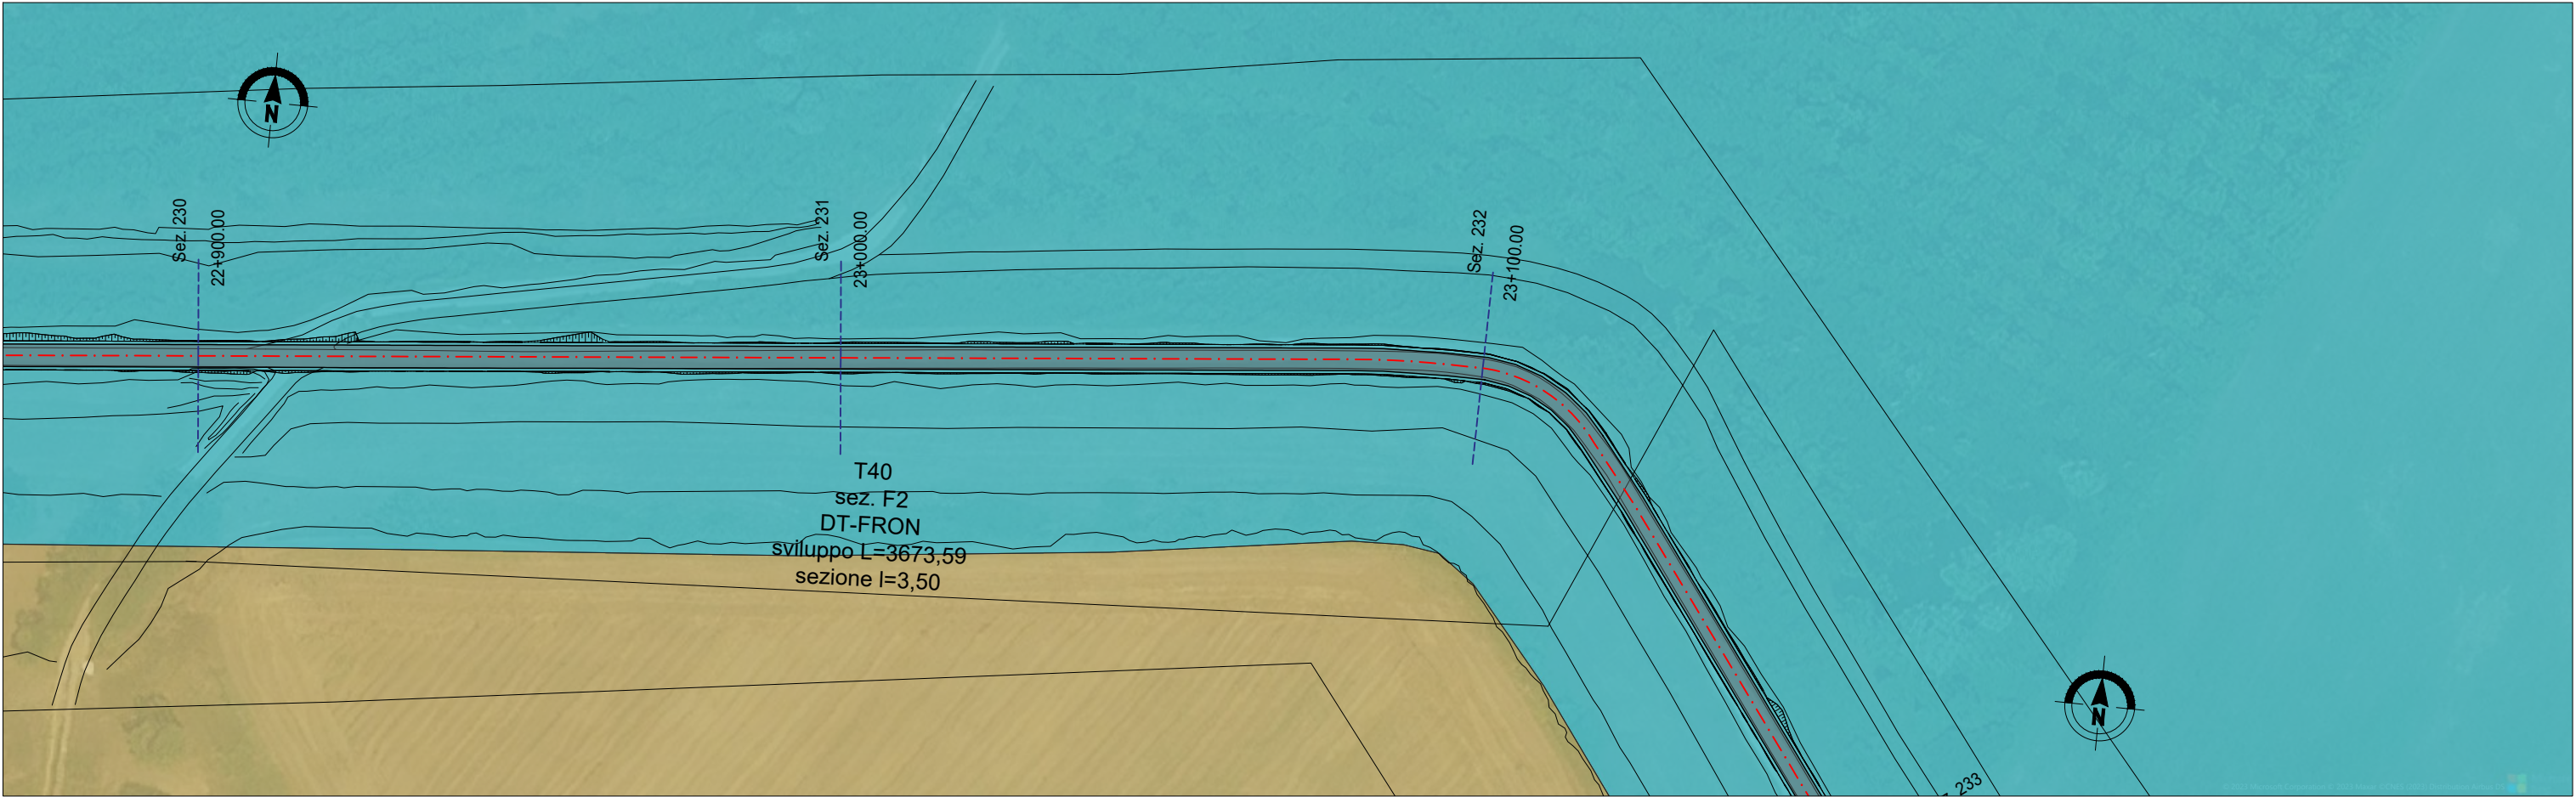 N
Sez. 230
22+900.00
Sez. 231
23+000.00
Sez. 232
23+100.00
T40
sez. F2
DT-FRON
sviluppo L=3673,59
sezione l=3,50
N
233